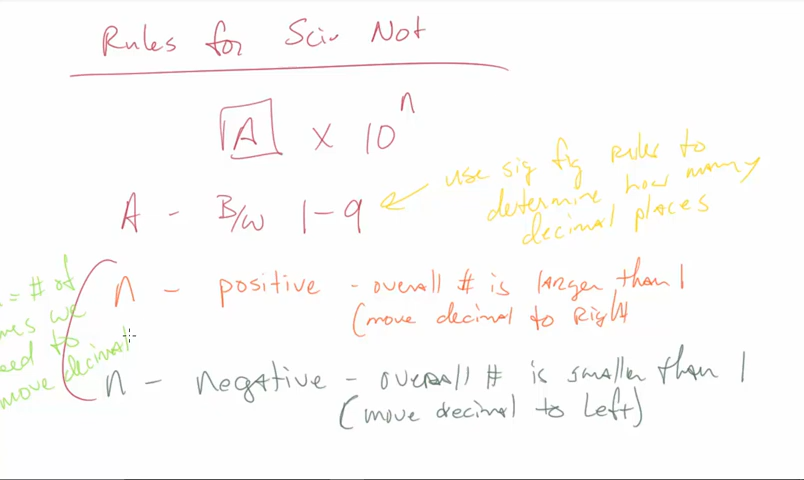 Rules for Sci. Not
A x 10^n
A - B/W 1-9
use sig fig rules to
determine how many
decimal places
n - positive - overall # is larger than 1
(move decimal to Right
n - negative - overall # is smaller than 1
(move decimal to Left)
= # of
we
to
move decimal